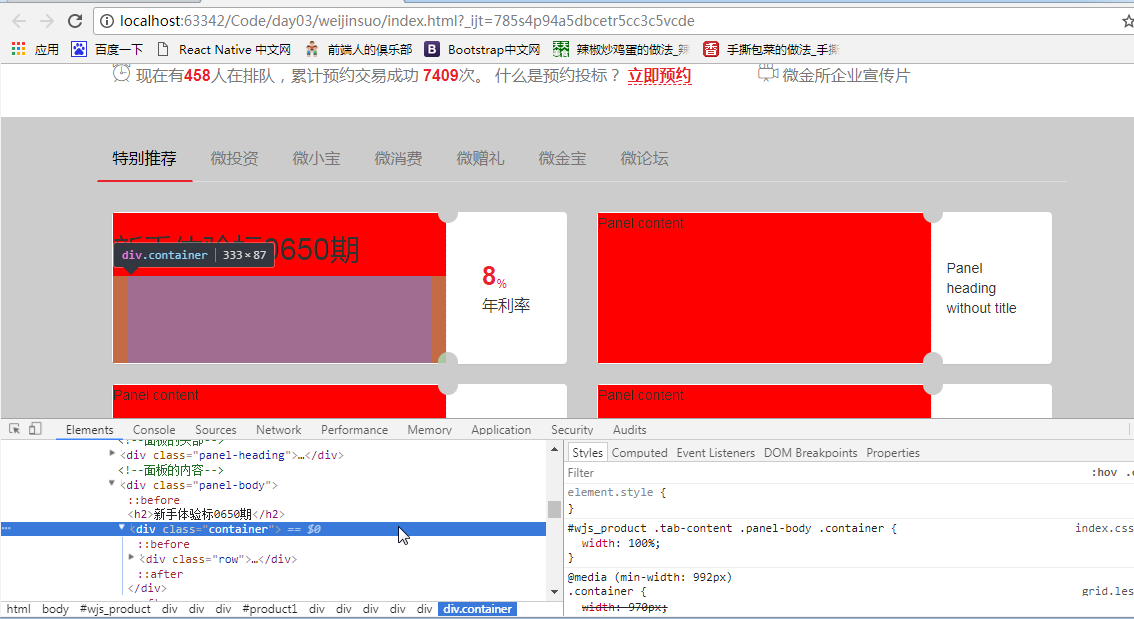 localhost:63342/Code/day03/weijinsuo/index.html?_ijt=785s4p94a5dbcetr5cc3c5vcde
应用 百度一下 React Native 中文网 前端人的俱乐部 B Bootstrap中文网 辣椒炒鸡蛋的做法_辣 手撕包菜的做法_手撕
现在有458人在排队，累计预约交易成功 7409次。 什么是预约投标？ 立即预约 微金所企业宣传片
特别推荐 微投资 微小宝 微消费 微赠礼 微金宝 微论坛
新手体验标0650期
div.container 333×87
8%
年利率
Panel content
Panel
heading
without title
Panel content
Panel content
Elements Console Sources Network Performance Memory Application Security Audits
<!--面板的头部-->
<div class="panel-heading">…</div>
<!--面板的内容-->
<div class="panel-body">
::before
<h2>新手体验标0650期</h2>
<div class="container"> == $0
::before
<div class="row">…</div>
::after
</div>
html body #wjs_product div div div #product1 div div div div div div.container
Styles Computed Event Listeners DOM Breakpoints Properties
Filter :hov
element.style {
}
#wjs_product .tab-content .panel-body .container { index.css
width: 100%;
}
@media (min-width: 992px)
.container { grid.les
width: 970px;